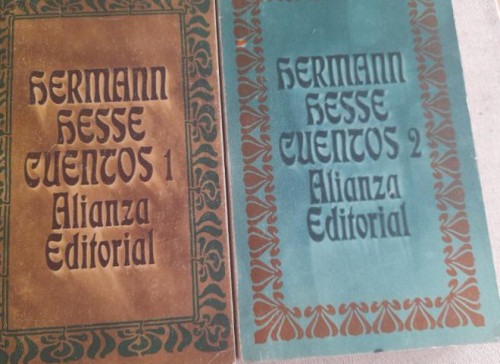 HERMANN
HESSE
CUENTOS 1
Alianza
Editorial
HERMANN
HESSE
CUENTOS 2
Alianza
Editorial